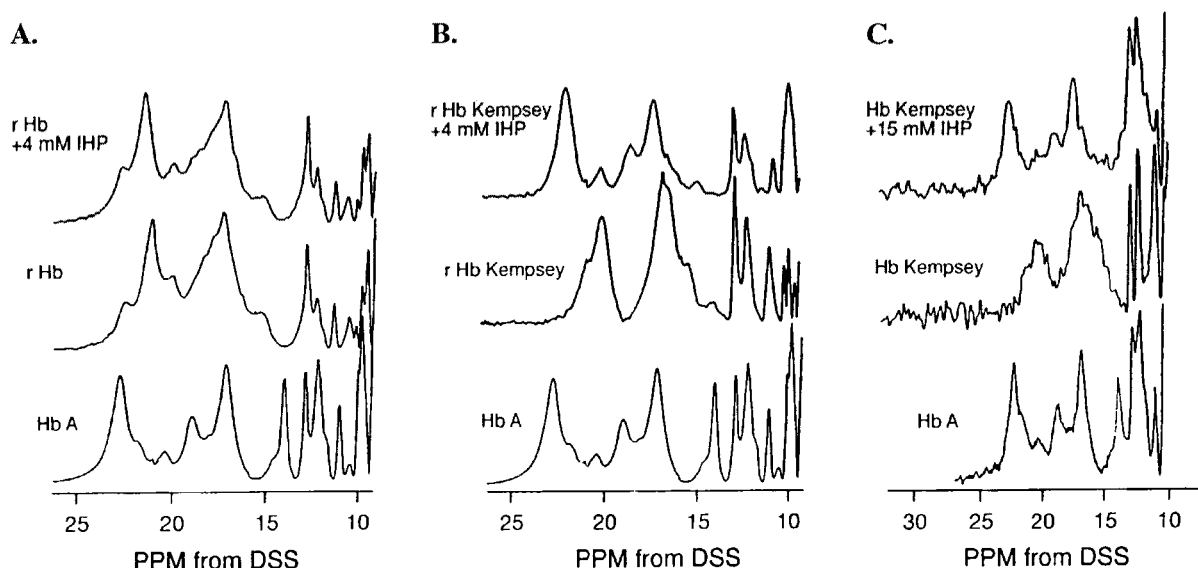 A.
r Hb
+4 mM IHP
r Hb
Hb A
25 20 15 10
PPM from DSS
B.
r Hb Kempsey
+4 mM IHP
r Hb Kempsey
Hb A
25 20 15 10
PPM from DSS
C.
Hb Kempsey
+15 mM IHP
Hb Kempsey
Hb A
30 25 20 15 10
PPM from DSS